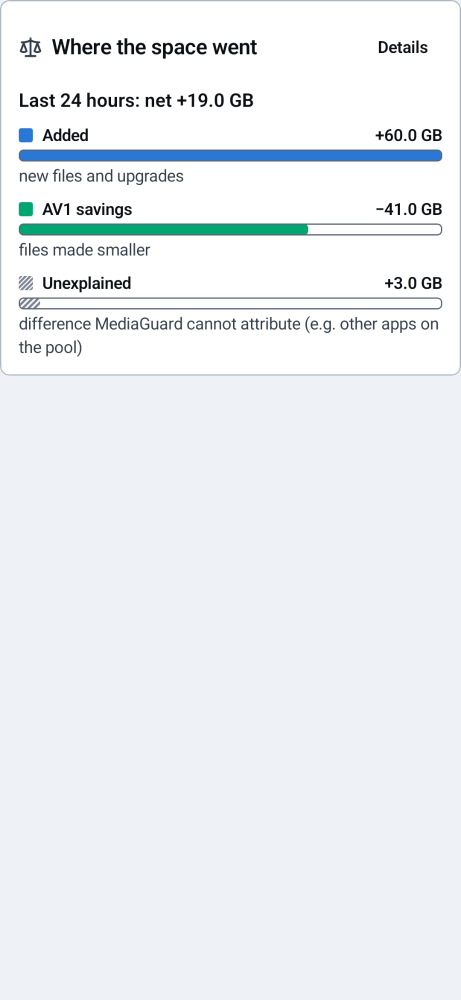 Where the space went
Details
Last 24 hours: net +19.0 GB
Added
+60.0 GB
new files and upgrades
AV1 savings
−41.0 GB
files made smaller
Unexplained
+3.0 GB
difference MediaGuard cannot attribute (e.g. other apps on
the pool)